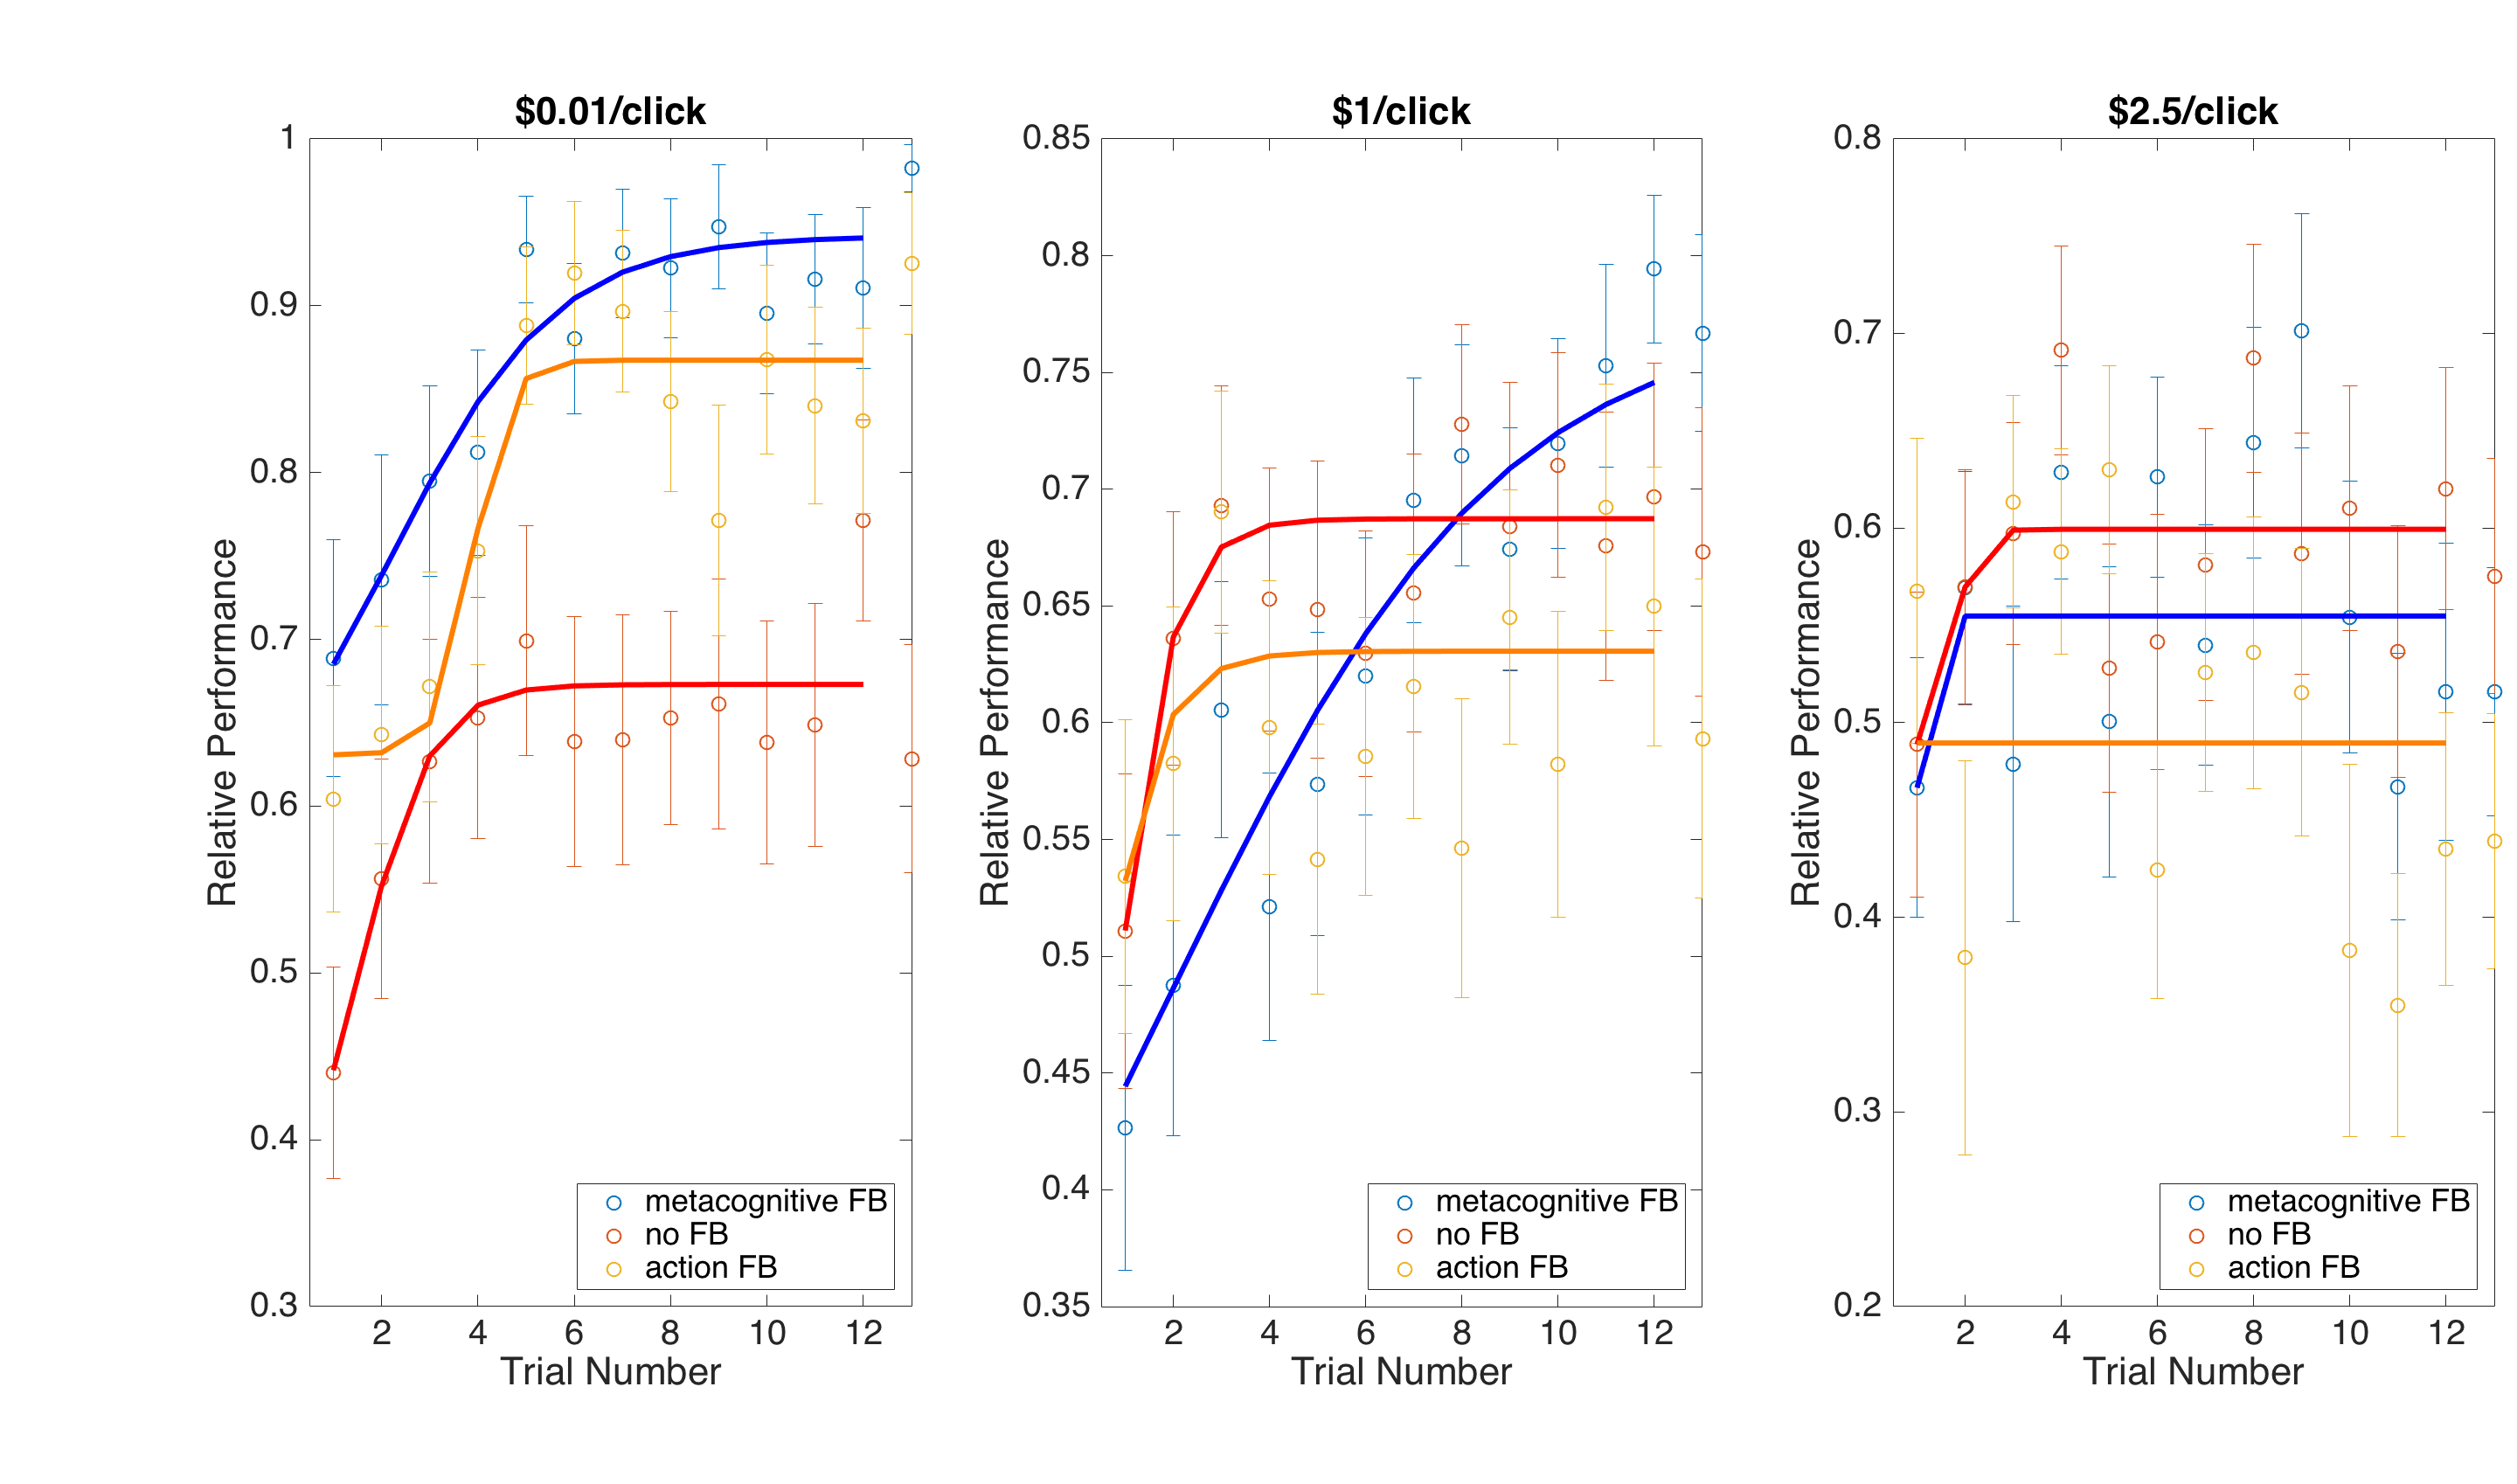 $0.01/click
1
0.9
0.8
0.7
0.6
0.5
0.4
0.3
Relative Performance
2 4 6 8 10 12
Trial Number
metacognitive FB
no FB
action FB
$1/click
0.85
0.8
0.75
0.7
0.65
0.6
0.55
0.5
0.45
0.4
0.35
Relative Performance
2 4 6 8 10 12
Trial Number
metacognitive FB
no FB
action FB
$2.5/click
0.8
0.7
0.6
0.5
0.4
0.3
0.2
Relative Performance
2 4 6 8 10 12
Trial Number
metacognitive FB
no FB
action FB